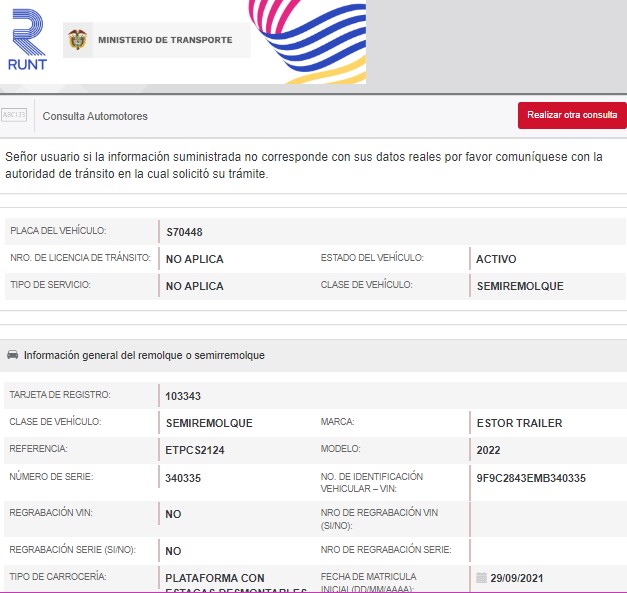 RUNT
MINISTERIO DE TRANSPORTE
ABC123
Consulta Automotores
Realizar otra consulta
Señor usuario si la información suministrada no corresponde con sus datos reales por favor comuníquese con la
autoridad de tránsito en la cual solicitó su trámite.
PLACA DEL VEHÍCULO: S70448
NRO. DE LICENCIA DE TRÁNSITO: NO APLICA ESTADO DEL VEHÍCULO: ACTIVO
TIPO DE SERVICIO: NO APLICA CLASE DE VEHÍCULO: SEMIREMOLQUE
Información general del remolque o semirremolque
TARJETA DE REGISTRO: 103343
CLASE DE VEHÍCULO: SEMIREMOLQUE MARCA: ESTOR TRAILER
REFERENCIA: ETPCS2124 MODELO: 2022
NÚMERO DE SERIE: 340335 NO. DE IDENTIFICACIÓN
VEHICULAR – VIN: 9F9C2843EMB340335
REGRABACIÓN VIN: NO NRO DE REGRABACIÓN VIN
(SI/NO):
REGRABACIÓN SERIE (SI/NO): NO NRO DE REGRABACIÓN SERIE:
TIPO DE CARROCERÍA: PLATAFORMA CON
ESTACAS DESMONTABLES
FECHA DE MATRICULA
INICIAL(DD/MM/AAAA): 29/09/2021